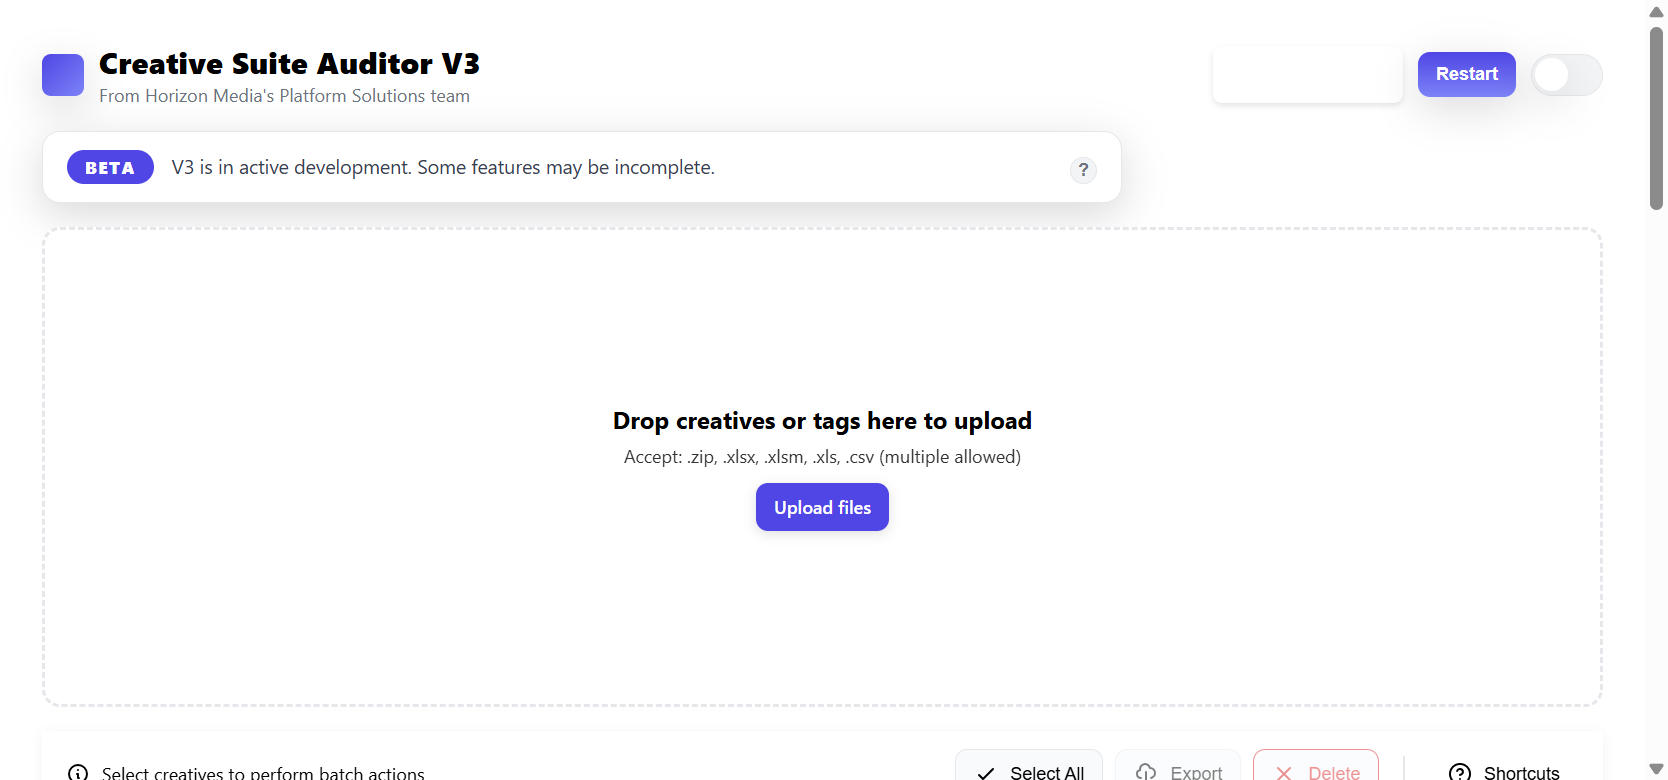 Creative Suite Auditor V3
From Horizon Media's Platform Solutions team
Restart
BETA
V3 is in active development. Some features may be incomplete.
?
Drop creatives or tags here to upload
Accept: .zip, .xlsx, .xlsm, .xls, .csv (multiple allowed)
Upload files
Select creatives to perform batch actions
Select All
Export
Delete
Shortcuts